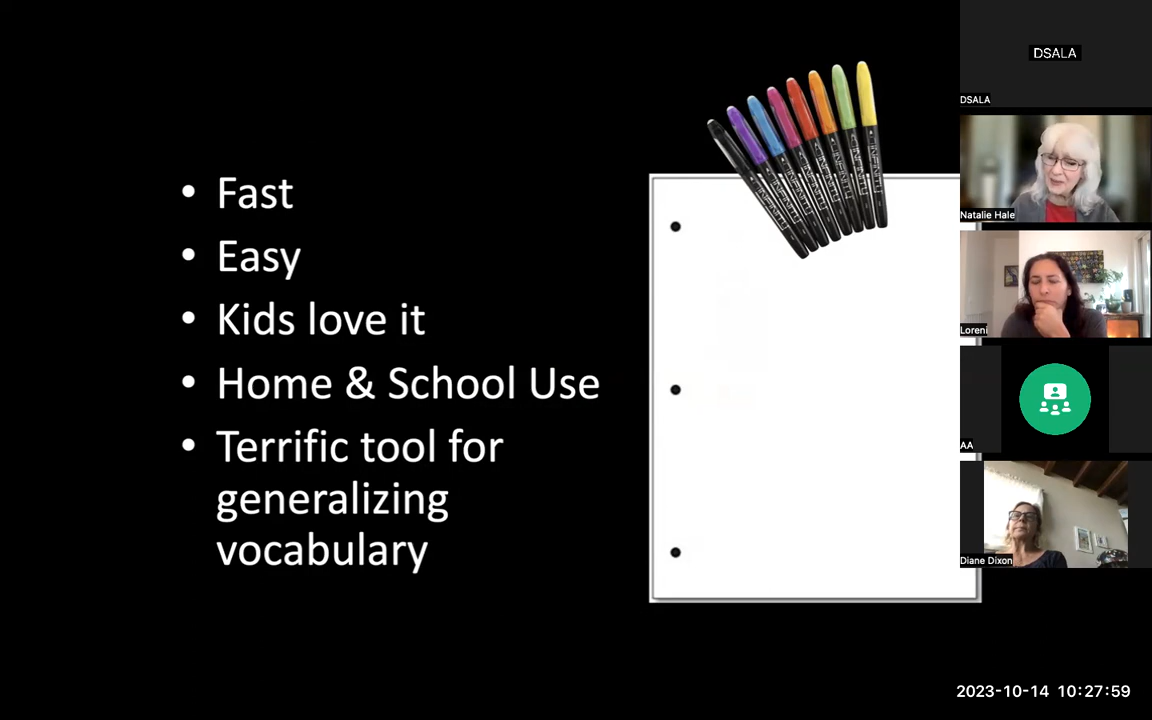 Fast
Easy
Kids love it
Home & School Use
Terrific tool for
generalizing
vocabulary
DSALA
DSALA
Natalie Hale
Loreni
AA
Diane Dixon
2023-10-14 10:27:59